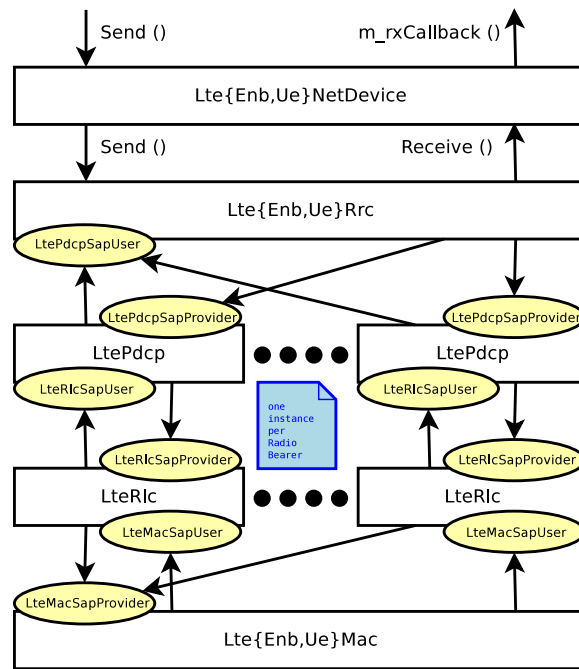 Send ()
m_rxCallback ()
Lte{Enb,Ue}NetDevice
Send ()
Receive ()
Lte{Enb,Ue}Rrc
LtePdcpSapUser
LtePdcpSapProvider
LtePdcpSapProvider
LtePdcp
LtePdcp
LteRlcSapUser
LteRlcSapUser
one
instance
per
Radio
Bearer
LteRlcSapProvider
LteRlcSapProvider
LteRlc
LteRlc
LteMacSapUser
LteMacSapUser
LteMacSapProvider
Lte{Enb,Ue}Mac